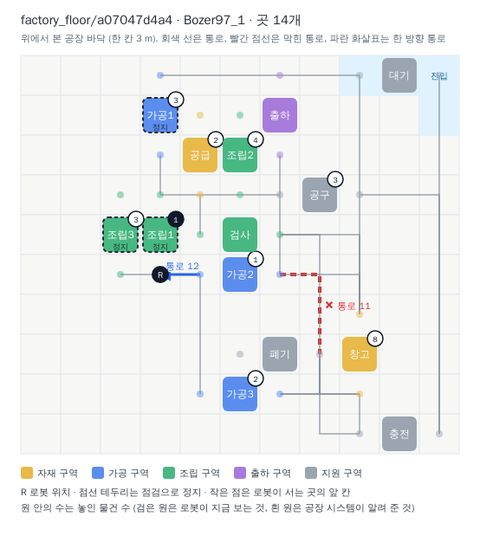 factory_floor/a07047d4a4 · Bozer97_1 · 곳 14개
위에서 본 공장 바닥 (한 칸 3 m). 회색 선은 통로, 빨간 점선은 막힌 통로, 파란 화살표는 한 방향 통로
대기
진입
3
가공1
정지
출하
2
공급
4
조립2
3
공구
3
조립3
정지
1
조립1
정지
검사
통로 12
R
1
가공2
✕ 통로 11
폐기
8
창고
2
가공3
충전
자재 구역
가공 구역
조립 구역
출하 구역
지원 구역
R 로봇 위치 · 점선 테두리는 점검으로 정지 · 작은 점은 로봇이 서는 곳의 앞 칸
원 안의 수는 놓인 물건 수 (검은 원은 로봇이 지금 보는 것, 흰 원은 공장 시스템이 알려 준 것)